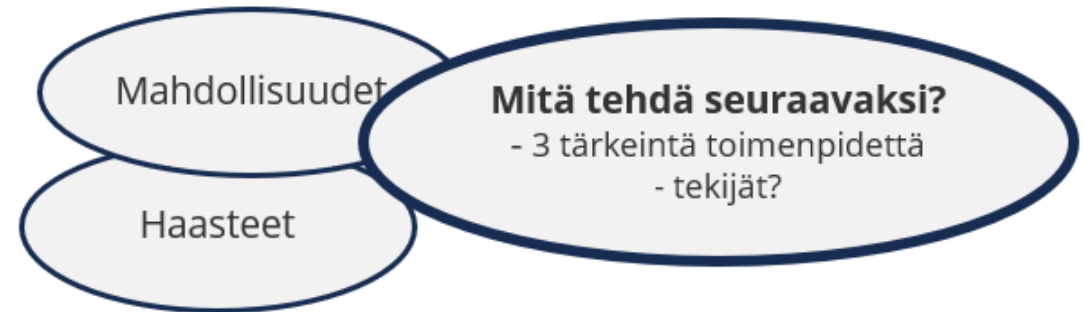 Mahdollisuudet
Haasteet
Mitä tehdä seuraavaksi?
- 3 tärkeintä toimenpidettä
- tekijät?